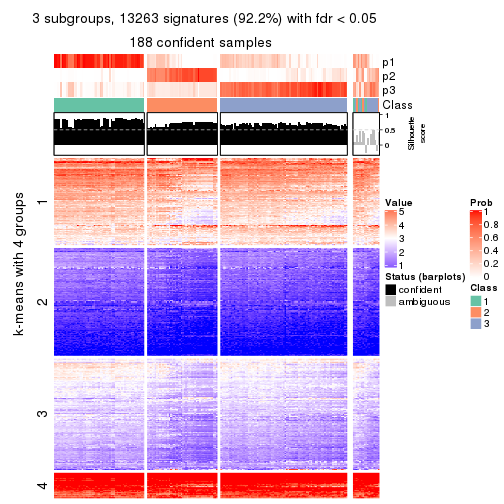 3 subgroups, 13263 signatures (92.2%) with fdr < 0.05
188 confident samples
p1
p2
p3
Class
1
0.5
0
Silhouette
score
k-means with 4 groups
1
2
3
4
Value
5
4
3
2
1
Status (barplots)
confident
ambiguous
Prob
1
0.8
0.6
0.4
0.2
0
Class
1
2
3